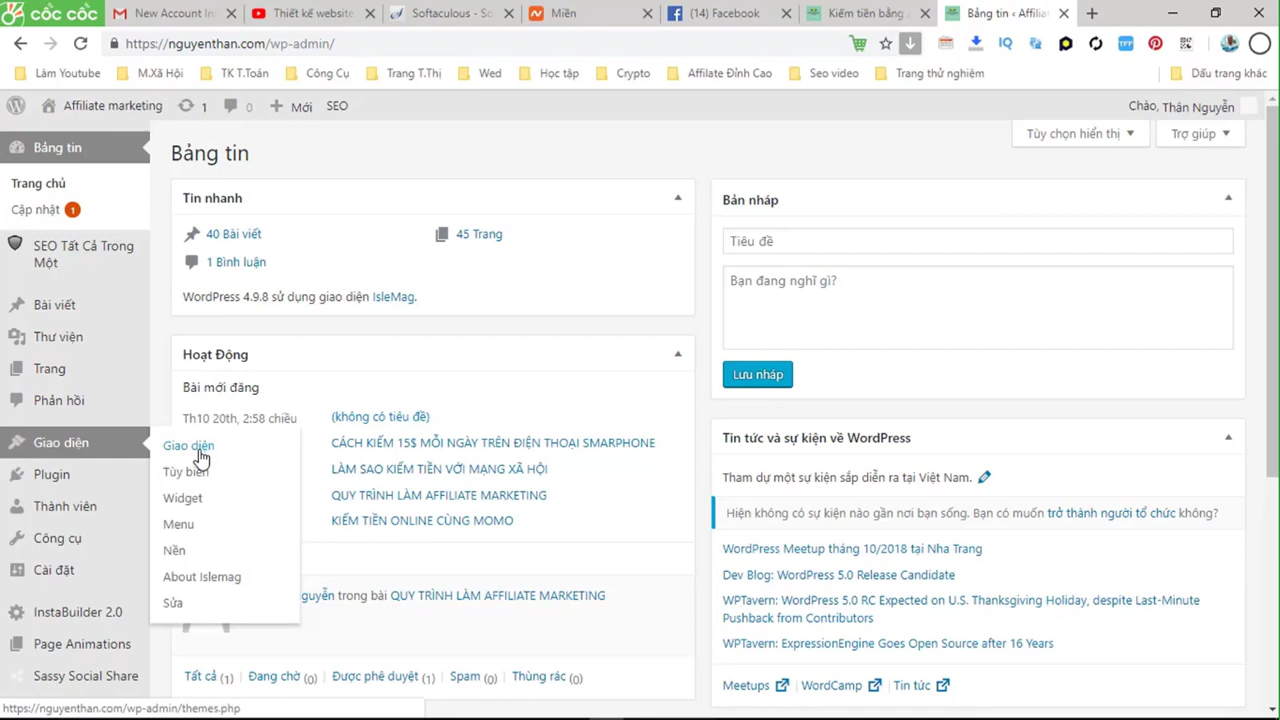 cốc cốc
New Account In
Thiết kế website
Softaculous - So
Miền
(14) Facebook
Kiếm tiền bằng
Bảng tin ‹ Affilia
https://nguyenthan.com/wp-admin/
Làm Youtube
M.Xã Hội
TK T.Toán
Công Cụ
Trang T.Thị
Wed
Học tập
Crypto
Affilate Đỉnh Cao
Seo video
Trang thử nghiệm
Dấu trang khác
Affiliate marketing
1
0
Mới
SEO
Chào, Thân Nguyễn
Bảng tin
Trang chủ
Cập nhật 1
SEO Tất Cả Trong
Một
Bài viết
Thư viện
Trang
Phản hồi
Giao diện
Plugin
Thành viên
Công cụ
Cài đặt
InstaBuilder 2.0
Page Animations
Sassy Social Share
Giao diện
Tùy biến
Widget
Menu
Nền
About Islemag
Sửa
Tùy chọn hiển thị
Trợ giúp
Bảng tin
Tin nhanh
40 Bài viết
45 Trang
1 Bình luận
WordPress 4.9.8 sử dụng giao diện IsleMag.
Hoạt Động
Bài mới đăng
Th10 20th, 2:58 chiều
(không có tiêu đề)
CÁCH KIẾM 15$ MỖI NGÀY TRÊN ĐIỆN THOẠI SMARPHONE
LÀM SAO KIẾM TIỀN VỚI MẠNG XÃ HỘI
QUY TRÌNH LÀM AFFILIATE MARKETING
KIẾM TIỀN ONLINE CÙNG MOMO
guyễn trong bài QUY TRÌNH LÀM AFFILIATE MARKETING
Tất cả (1) | Đang chờ (0) | Được phê duyệt (1) | Spam (0) | Thùng rác (0)
Bản nháp
Tiêu đề
Bạn đang nghĩ gì?
Lưu nháp
Tin tức và sự kiện về WordPress
Tham dự một sự kiện sắp diễn ra tại Việt Nam.
Hiện không có sự kiện nào gần nơi bạn sống. Bạn có muốn trở thành người tổ chức không?
WordPress Meetup tháng 10/2018 tại Nha Trang
Dev Blog: WordPress 5.0 Release Candidate
WPTavern: WordPress 5.0 RC Expected on U.S. Thanksgiving Holiday, despite Last-Minute
Pushback from Contributors
WPTavern: ExpressionEngine Goes Open Source after 16 Years
Meetups | WordCamp | Tin tức
https://nguyenthan.com/wp-admin/themes.php